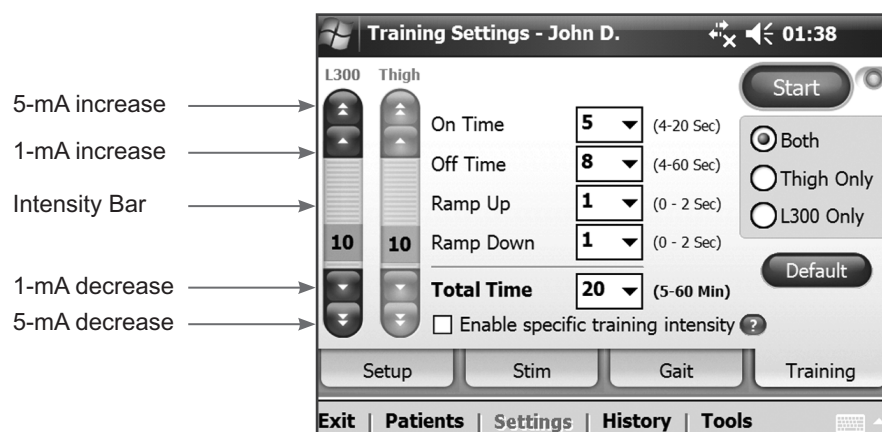 Training Settings - John D. 01:38
L300 Thigh
5-mA increase
1-mA increase
Intensity Bar
1-mA decrease
5-mA decrease
10 10
On Time 5 (4-20 Sec)
Off Time 8 (4-60 Sec)
Ramp Up 1 (0 - 2 Sec)
Ramp Down 1 (0 - 2 Sec)
Total Time 20 (5-60 Min)
Enable specific training intensity ?
Start
Both
Thigh Only
L300 Only
Default
Setup Stim Gait Training
Exit | Patients | Settings | History | Tools